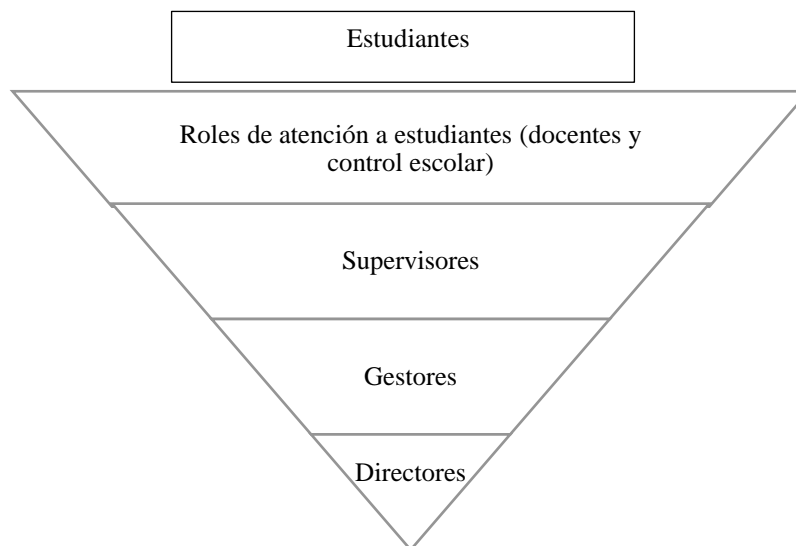 Estudiantes
Roles de atención a estudiantes (docentes y
control escolar)
Supervisores
Gestores
Directores